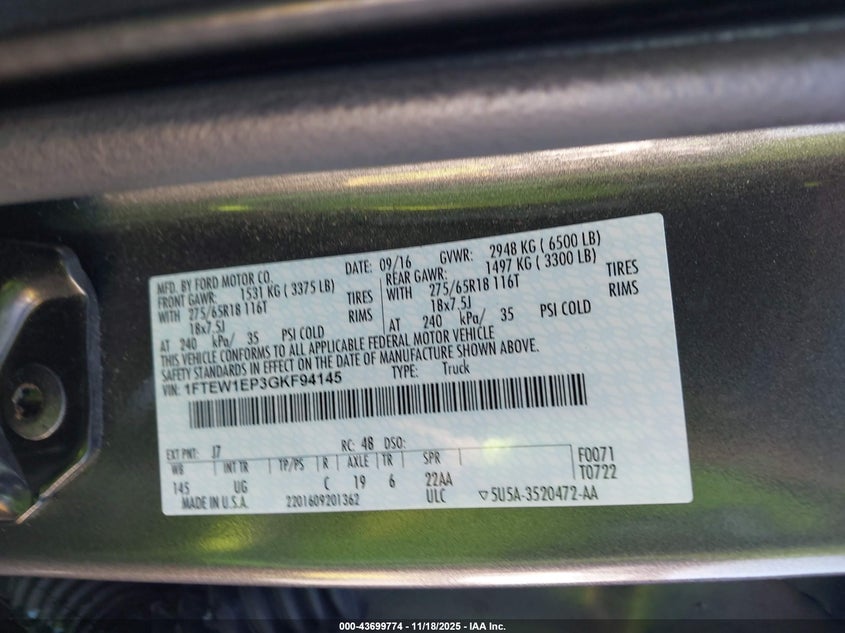 MFD. BY FORD MOTOR CO.
DATE: 09/16 GVWR: 2948 KG ( 6500 LB)
FRONT GAWR: 1531 KG ( 3375 LB)
REAR GAWR: 1497 KG ( 3300 LB)
WITH 275/65R18 116T TIRES
WITH 275/65R18 116T TIRES
18x7.5J RIMS
18x7.5J RIMS
AT 240 kPa/ 35 PSI COLD
AT 240 kPa/ 35 PSI COLD
THIS VEHICLE CONFORMS TO ALL APPLICABLE FEDERAL MOTOR VEHICLE
SAFETY STANDARDS IN EFFECT ON THE DATE OF MANUFACTURE SHOWN ABOVE.
VIN: 1FTEW1EP3GKF94145 TYPE: Truck
EXT PNT: J7 RC: 48 DSO:
WB INT TR TP/PS R AXLE TR SPR F0071
145 UG C 19 6 22AA T0722
MADE IN U.S.A. 2201609201362 ULC ▽5U5A-3520472-AA
000-43699774 - 11/18/2025 - IAA Inc.